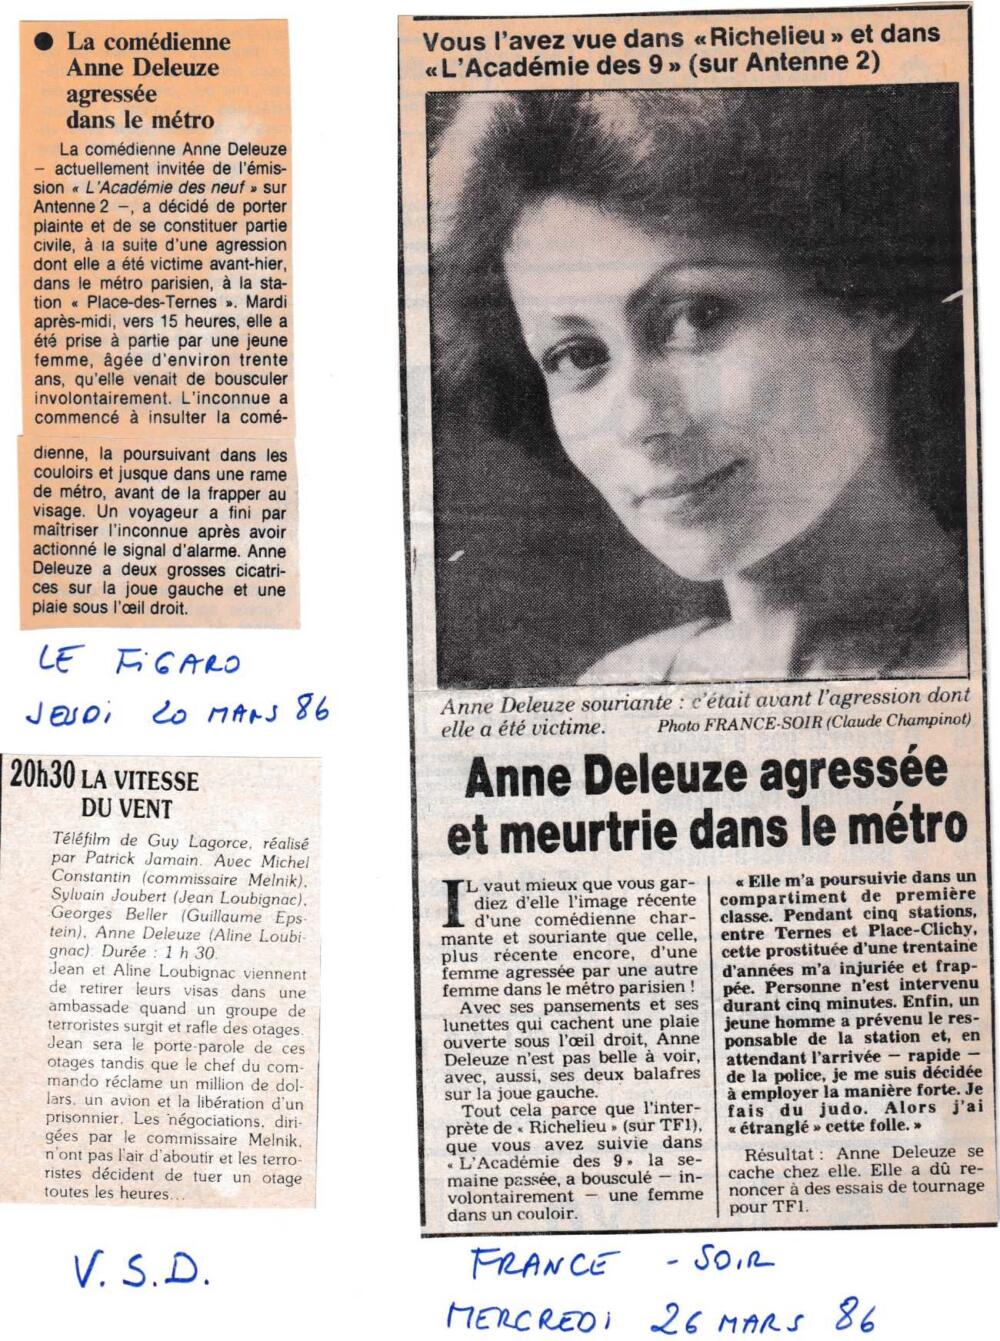 ● La comédienne
Anne Deleuze
agressée
dans le métro
La comédienne Anne Deleuze
– actuellement invitée de l'émis-
sion « L'Académie des neuf » sur
Antenne 2 –, a décidé de porter
plainte et de se constituer partie
civile, à la suite d'une agression
dont elle a été victime avant-hier,
dans le métro parisien, à la sta-
tion « Place-des-Ternes ». Mardi
après-midi, vers 15 heures, elle a
été prise à partie par une jeune
femme, âgée d'environ trente
ans, qu'elle venait de bousculer
involontairement. L'inconnue a
commencé à insulter la comé-
dienne, la poursuivant dans les
couloirs et jusque dans une rame
de métro, avant de la frapper au
visage. Un voyageur a fini par
maîtriser l'inconnue après avoir
actionné le signal d'alarme. Anne
Deleuze a deux grosses cicatri-
ces sur la joue gauche et une
plaie sous l'œil droit.
LE FIGARO
JEUDI 20 MARS 86
20h30 LA VITESSE
DU VENT
Téléfilm de Guy Lagorce, réalisé
par Patrick Jamain. Avec Michel
Constantin (commissaire Melnik),
Sylvain Joubert (Jean Loubignac),
Georges Beller (Guillaume Eps-
tein), Anne Deleuze (Aline Loubi-
gnac). Durée : 1 h 30.
Jean et Aline Loubignac viennent
de retirer leurs visas dans une
ambassade quand un groupe de
terroristes surgit et rafle des otages.
Jean sera le porte-parole de ces
otages tandis que le chef du com-
mando réclame un million de dol-
lars, un avion et la libération d'un
prisonnier. Les négociations, diri-
gées par le commissaire Melnik,
n'ont pas l'air d'aboutir et les terro-
ristes décident de tuer un otage
toutes les heures...
V.S.D.
Vous l'avez vue dans «Richelieu» et dans
«L'Académie des 9» (sur Antenne 2)
Anne Deleuze souriante : c'était avant l'agression dont
elle a été victime. Photo FRANCE-SOIR (Claude Champinot)
Anne Deleuze agressée
et meurtrie dans le métro
IL vaut mieux que vous gar-
diez d'elle l'image récente
d'une comédienne char-
mante et souriante que celle,
plus récente encore, d'une
femme agressée par une autre
femme dans le métro parisien !
Avec ses pansements et ses
lunettes qui cachent une plaie
ouverte sous l'œil droit, Anne
Deleuze n'est pas belle à voir,
avec, aussi, ses deux balafres
sur la joue gauche.
Tout cela parce que l'inter-
prète de « Richelieu » (sur TF1),
que vous avez suivie dans
« L'Académie des 9 » la se-
maine passée, a bousculé — in-
volontairement — une femme
dans un couloir.
« Elle m'a poursuivie dans un
compartiment de première
classe. Pendant cinq stations,
entre Ternes et Place-Clichy,
cette prostituée d'une trentaine
d'années m'a injuriée et frap-
pée. Personne n'est intervenu
durant cinq minutes. Enfin, un
jeune homme a prévenu le res-
ponsable de la station et, en
attendant l'arrivée — rapide —
de la police, je me suis décidée
à employer la manière forte. Je
fais du judo. Alors j'ai
« étranglé » cette folle. »
Résultat : Anne Deleuze se
cache chez elle. Elle a dû re-
noncer à des essais de tournage
pour TF1.
FRANCE - SOIR
MERCREDI 26 MARS 86